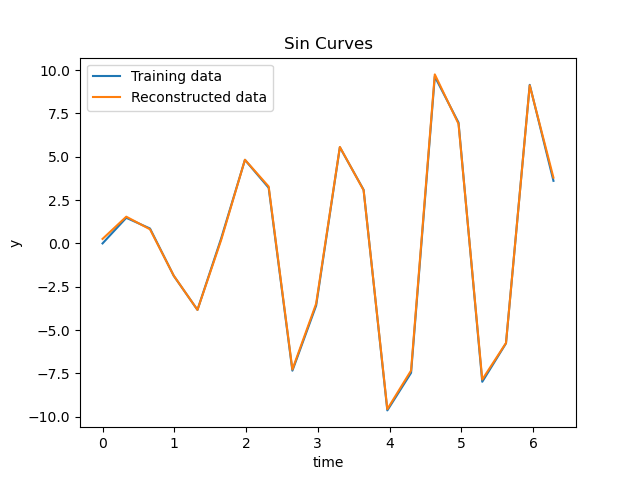 Sin Curves
Training data
Reconstructed data
10.0
7.5
5.0
2.5
0.0
−2.5
−5.0
−7.5
−10.0
y
0 1 2 3 4 5 6
time